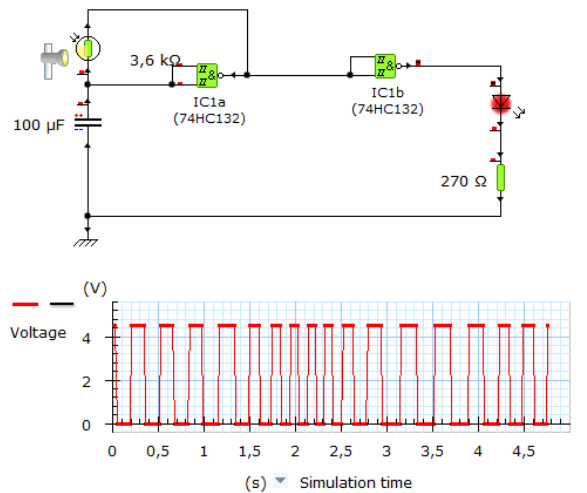 3,6 kΩ
&
&
IC1a
(74HC132)
IC1b
(74HC132)
100 µF
270 Ω
(V)
Voltage
4
2
0
0 0,5 1 1,5 2 2,5 3 3,5 4 4,5
(s) Simulation time